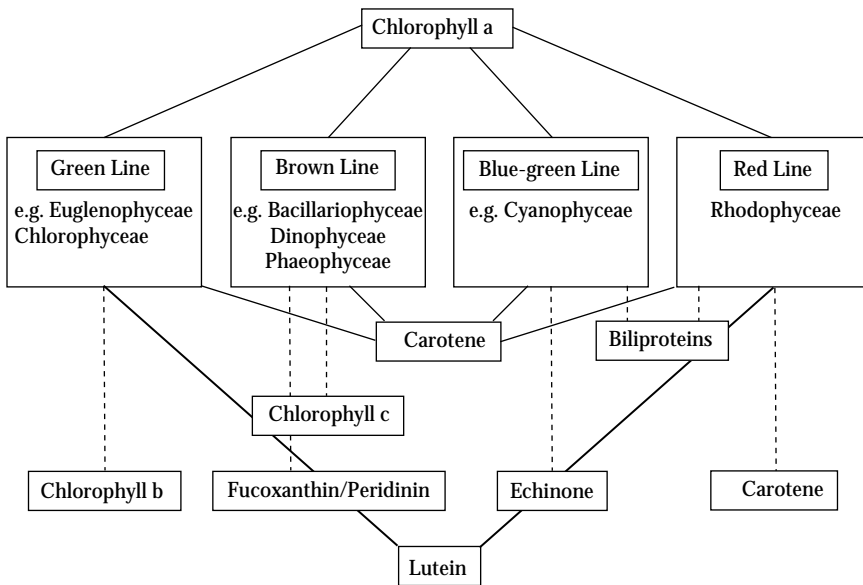 Chlorophyll a
Green Line
e.g. Euglenophyceae
Chlorophyceae
Brown Line
e.g. Bacillariophyceae
Dinophyceae
Phaeophyceae
Blue-green Line
e.g. Cyanophyceae
Red Line
Rhodophyceae
Carotene
Biliproteins
Chlorophyll c
Chlorophyll b
Fucoxanthin/Peridinin
Echinone
Carotene
Lutein